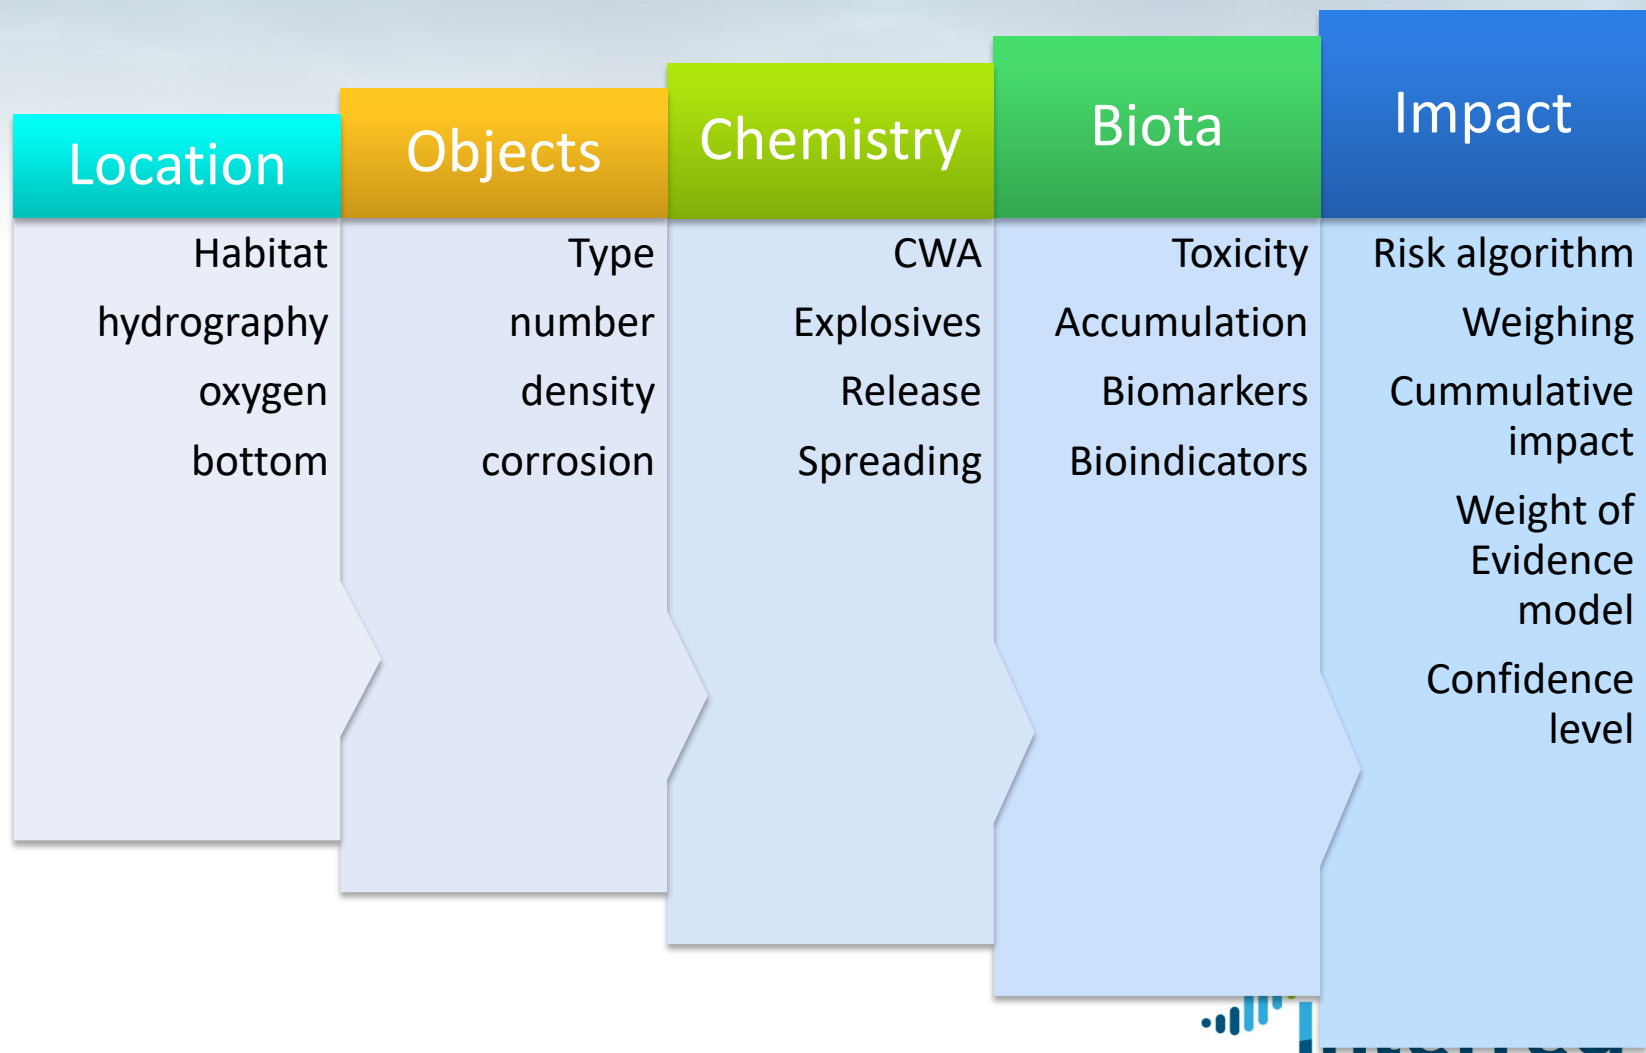 Location
Habitat
hydrography
oxygen
bottom
Objects
Type
number
density
corrosion
Chemistry
CWA
Explosives
Release
Spreading
Biota
Toxicity
Accumulation
Biomarkers
Bioindicators
Impact
Risk algorithm
Weighing
Cummulative
impact
Weight of
Evidence
model
Confidence
level